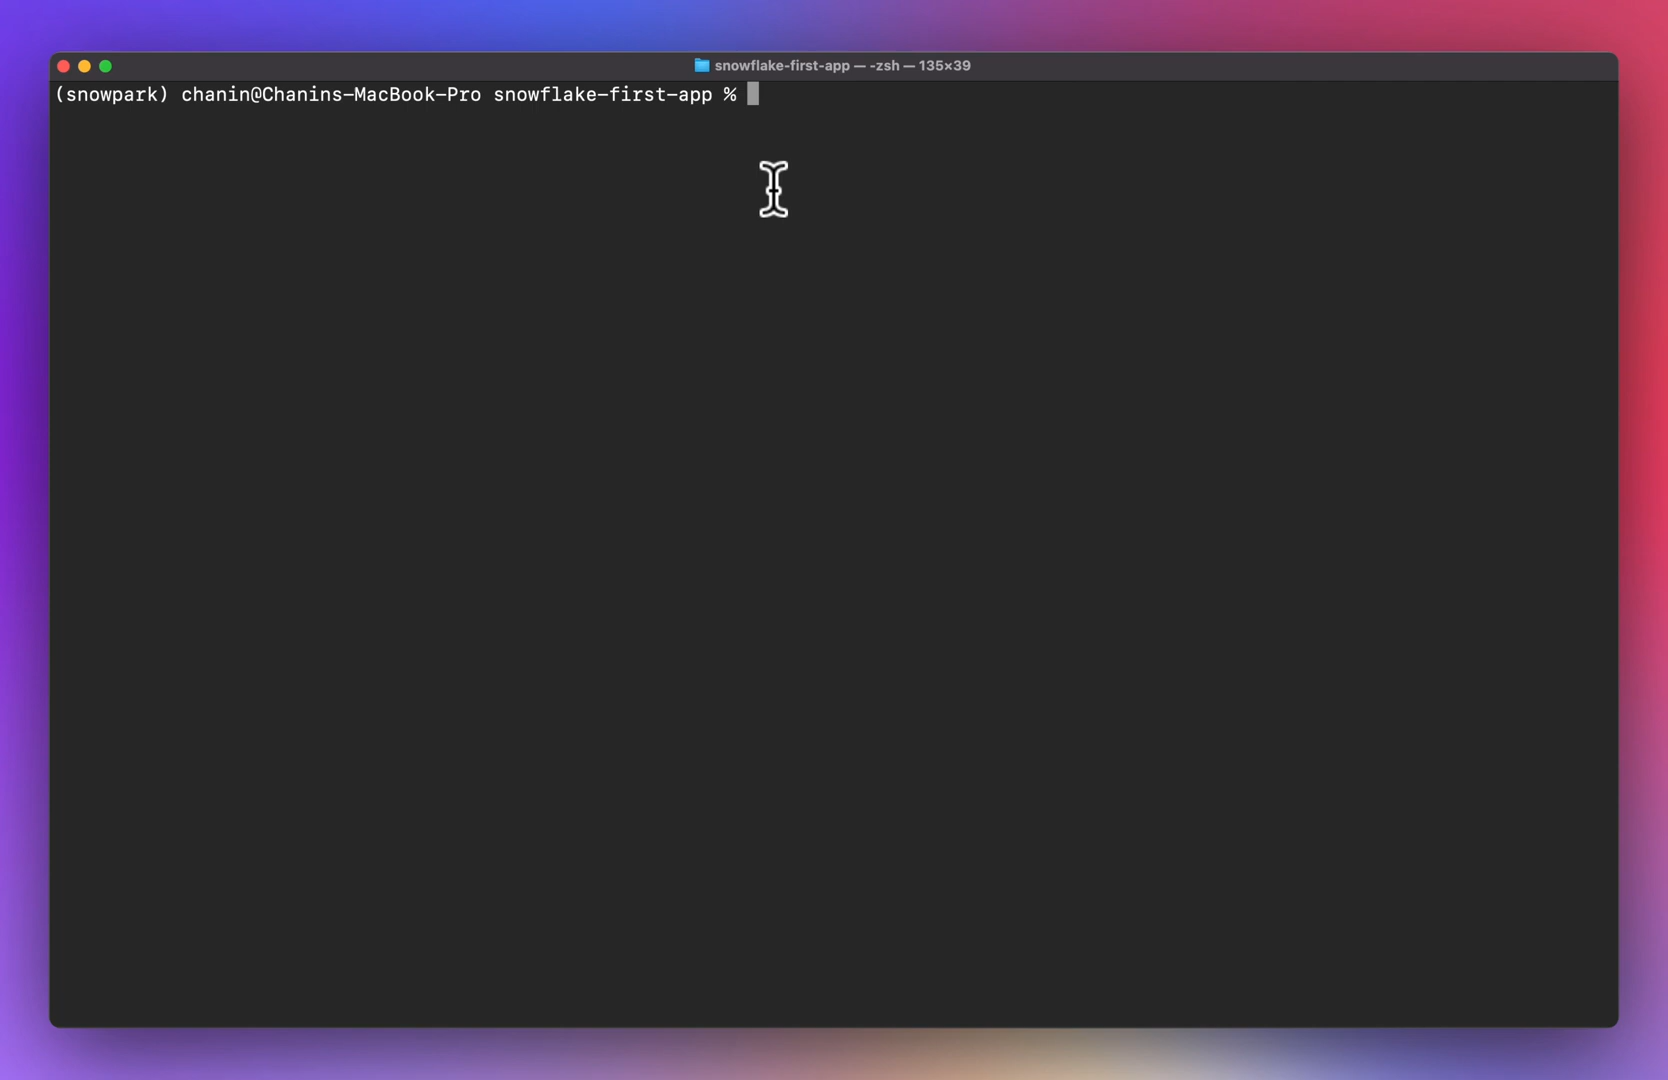 snowflake-first-app — -zsh — 135×39
(snowpark) chanin@Chanins-MacBook-Pro snowflake-first-app %